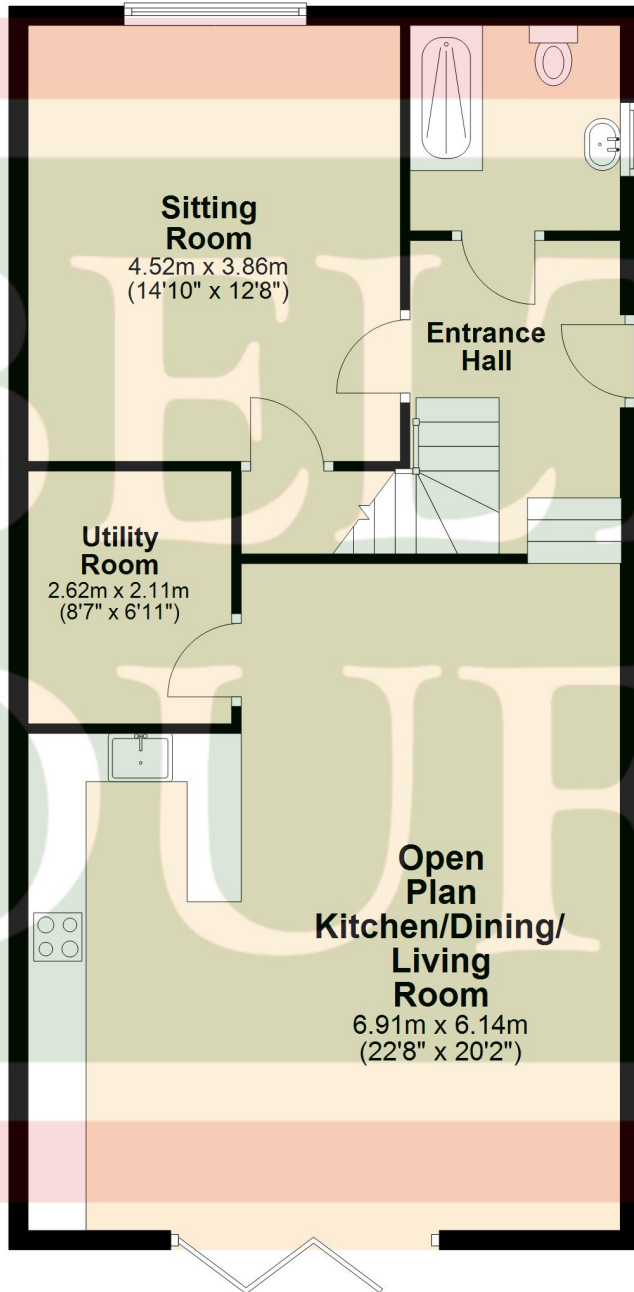 Sitting
Room
4.52m x 3.86m
(14'10" x 12'8")
Entrance
Hall
Utility
Room
2.62m x 2.11m
(8'7" x 6'11")
Open
Plan
Kitchen/Dining/
Living
Room
6.91m x 6.14m
(22'8" x 20'2")